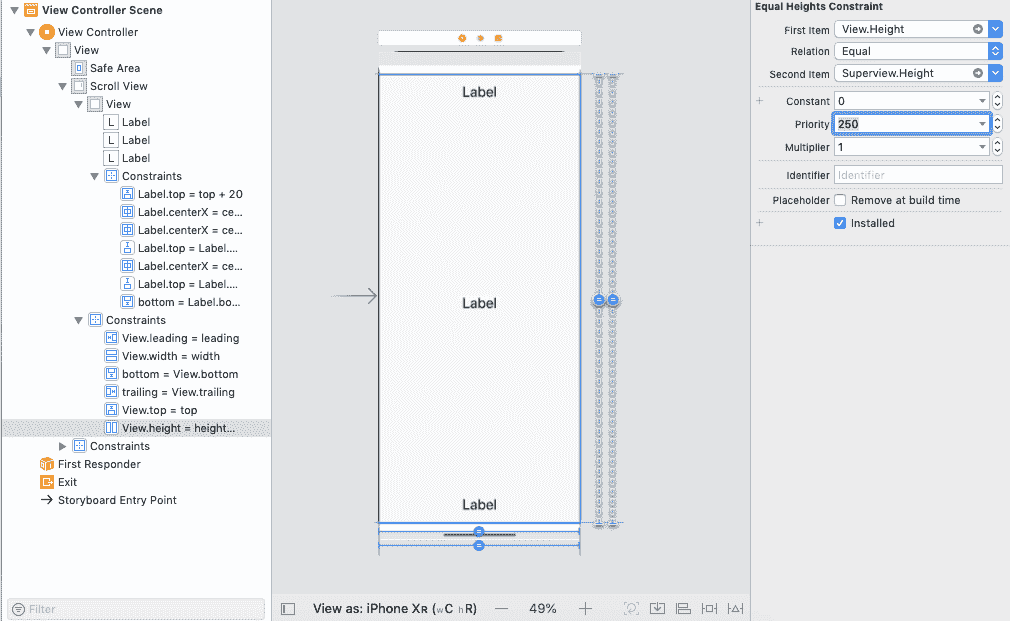 View Controller Scene
View Controller
View
Safe Area
Scroll View
View
L Label
L Label
L Label
Constraints
Label.top = top + 20
Label.centerX = ce...
Label.centerX = ce...
Label.top = Label....
Label.centerX = ce...
Label.top = Label....
bottom = Label.bo...
Constraints
View.leading = leading
View.width = width
bottom = View.bottom
trailing = View.trailing
View.top = top
View.height = height...
Constraints
First Responder
Exit
Storyboard Entry Point
Filter
Label
Label
Label
View as: iPhone XR (wC hR)
49%
Equal Heights Constraint
First Item View.Height
Relation Equal
Second Item Superview.Height
Constant 0
Priority 250
Multiplier 1
Identifier Identifier
Placeholder Remove at build time
Installed